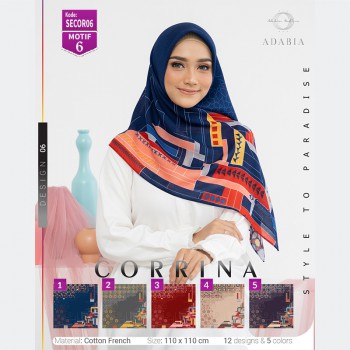 Kode:
SECOR06
MOTIF
6
ADABIA
DESIGN 06
STYLE TO PARADISE
CORRINA
1
2
3
4
5
Material: Cotton French
Size: 110 x 110 cm
12 designs & 5 colors